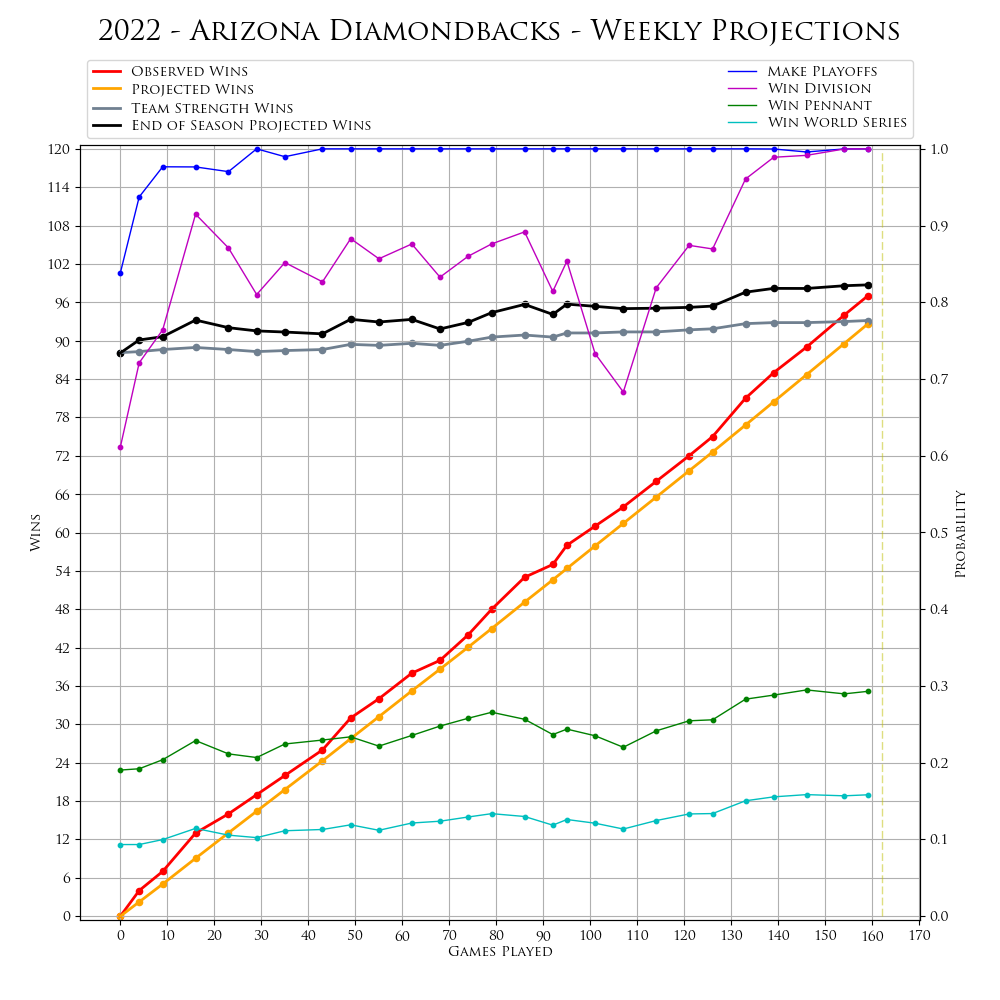 2022 - Arizona Diamondbacks - Weekly Projections
Observed Wins
Projected Wins
Team Strength Wins
End of Season Projected Wins
Make Playoffs
Win Division
Win Pennant
Win World Series
120
114
108
102
96
90
84
78
72
66
60
54
48
42
36
30
24
18
12
6
0
Wins
1.0
0.9
0.8
0.7
0.6
0.5
0.4
0.3
0.2
0.1
0.0
Probability
0 10 20 30 40 50 60 70 80 90 100 110 120 130 140 150 160 170
Games Played